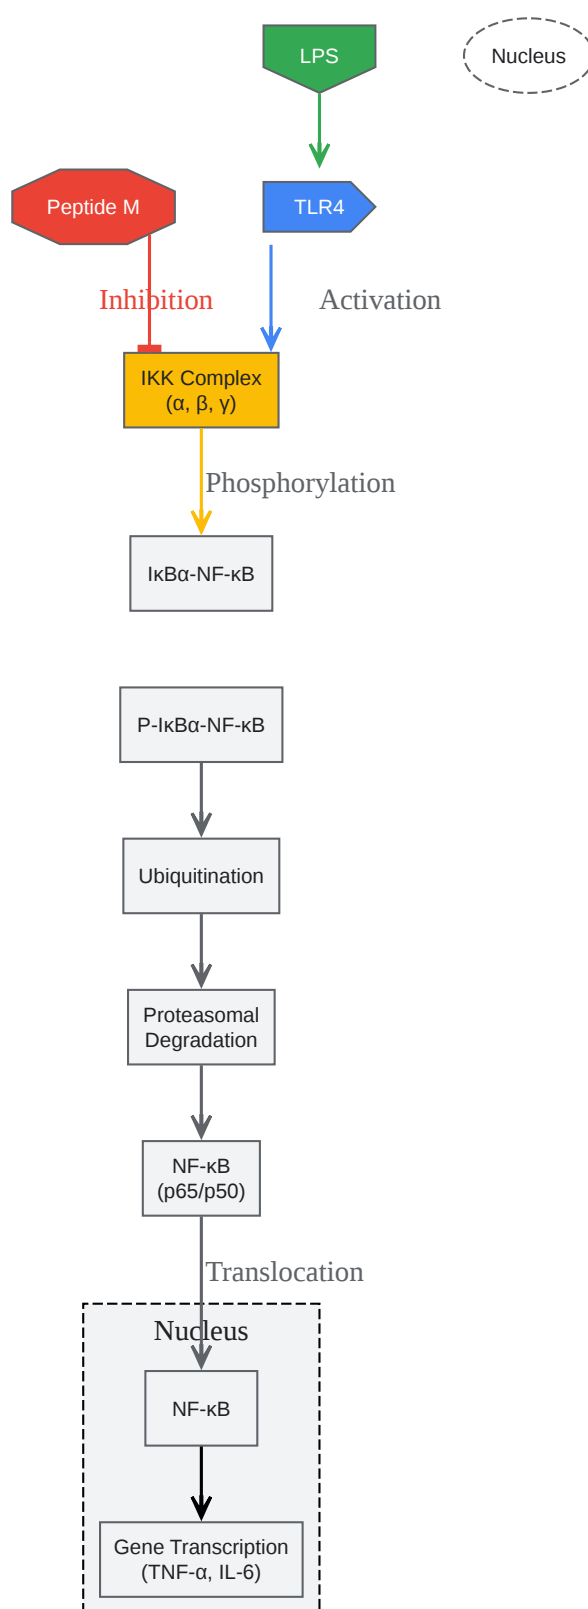 LPS
Nucleus
Peptide M
TLR4
Inhibition
Activation
IKK Complex
(α, β, γ)
Phosphorylation
IκBα-NF-κB
P-IκBα-NF-κB
Ubiquitination
Proteasomal
Degradation
NF-κB
(p65/p50)
Translocation
Nucleus
NF-κB
Gene Transcription
(TNF-α, IL-6)